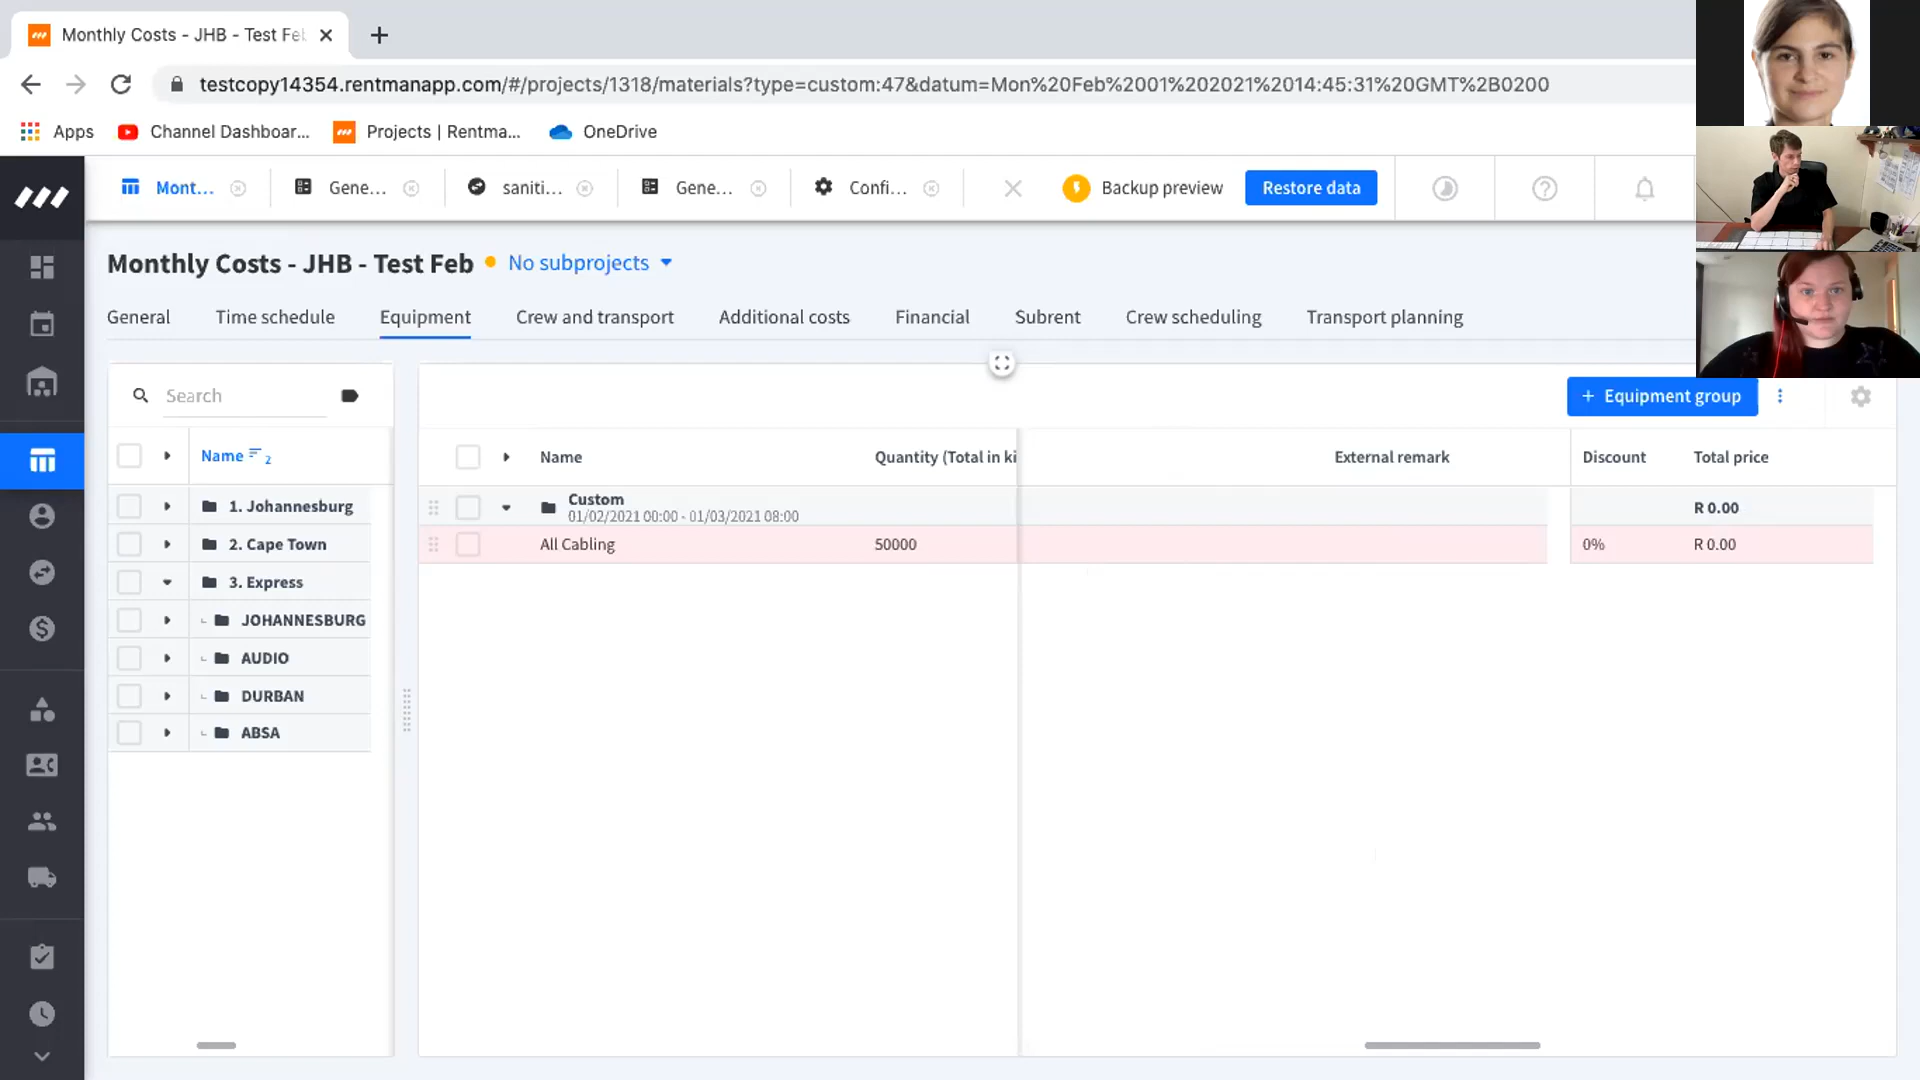 Monthly Costs - JHB - Test Fe
testcopy14354.rentmanapp.com/#/projects/1318/materials?type=custom:47&datum=Mon%20Feb%2001%202021%2014:45:31%20GMT%2B0200
Apps
Channel Dashboar...
Projects | Rentma...
OneDrive
Mont...
Gene...
saniti...
Gene...
Confi...
Backup preview
Restore data
Monthly Costs - JHB - Test Feb
No subprojects
General
Time schedule
Equipment
Crew and transport
Additional costs
Financial
Subrent
Crew scheduling
Transport planning
Search
+ Equipment group
Name 2
Name
Quantity (Total in ki
External remark
Discount
Total price
1. Johannesburg
2. Cape Town
3. Express
JOHANNESBURG
AUDIO
DURBAN
ABSA
Custom
01/02/2021 00:00 - 01/03/2021 08:00
R 0.00
All Cabling
50000
0%
R 0.00